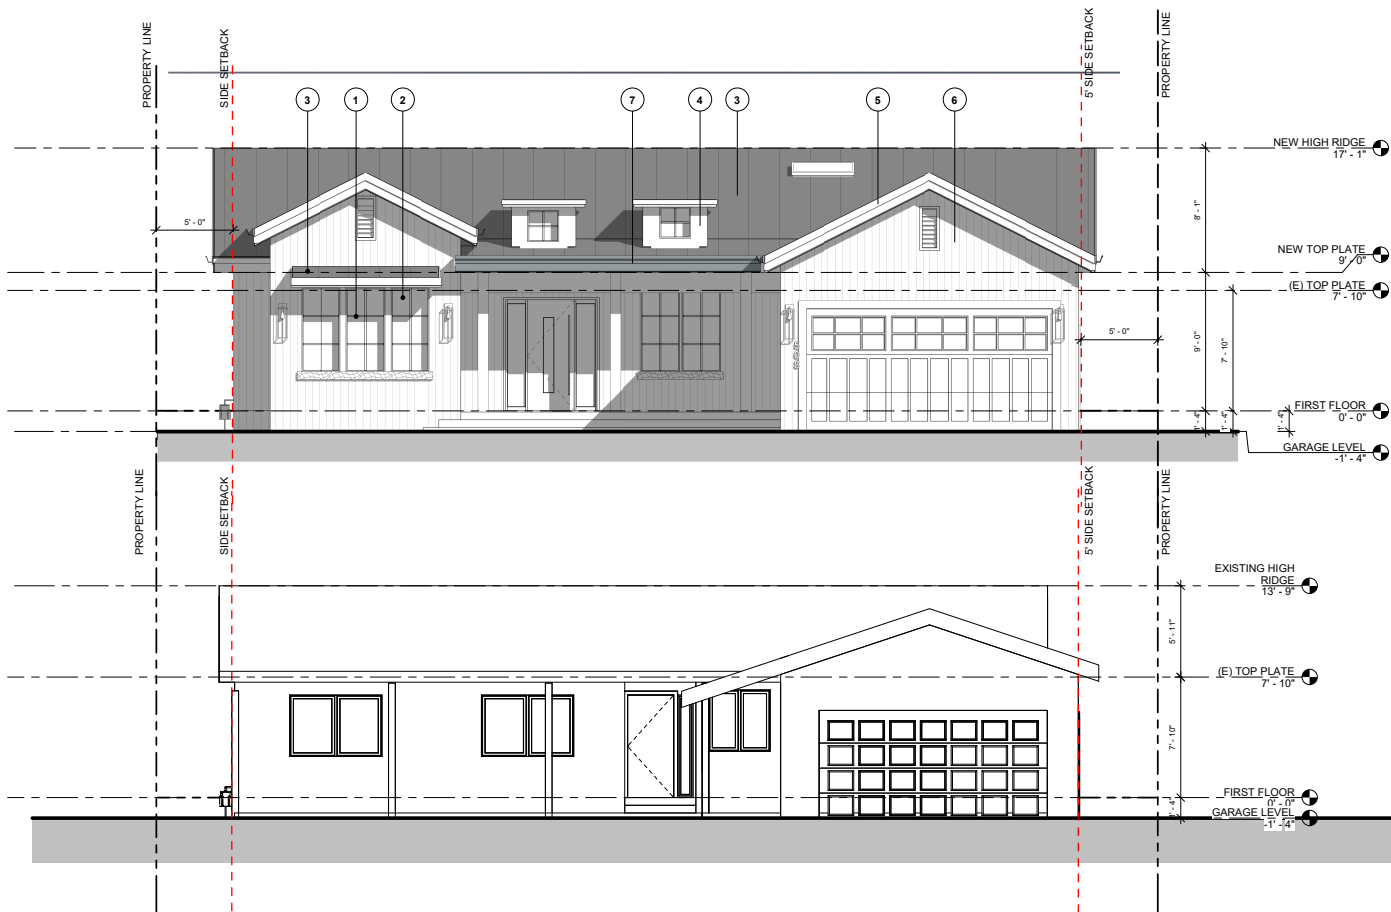 PROPERTY LINE
SIDE SETBACK
5' SIDE SETBACK
PROPERTY LINE
3
1
2
7
4
3
5
6
NEW HIGH RIDGE
17' - 1"
5' - 0"
8' - 1"
NEW TOP PLATE
9' - 0"
(E) TOP PLATE
7' - 10"
5' - 0"
9' - 0"
7' - 10"
FIRST FLOOR
0' - 0"
1' - 4"
1' - 4"
1' - 4"
GARAGE LEVEL
-1' - 4"
PROPERTY LINE
SIDE SETBACK
5' SIDE SETBACK
PROPERTY LINE
EXISTING HIGH
RIDGE
13' - 9"
5' - 11"
(E) TOP PLATE
7' - 10"
7' - 10"
FIRST FLOOR
0' - 0"
1' - 4"
GARAGE LEVEL
-1' - 4"